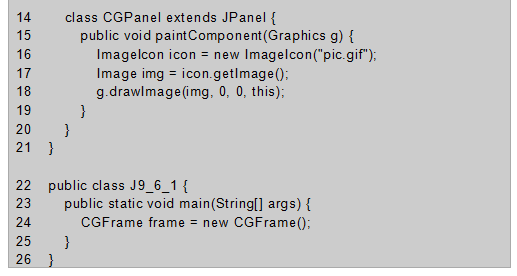 14 class CGPanel extends JPanel {
15 public void paintComponent(Graphics g) {
16 ImageIcon icon = new ImageIcon("pic.gif");
17 Image img = icon.getImage();
18 g.drawImage(img, 0, 0, this);
19 }
20 }
21 }
22 public class J9_6_1 {
23 public static void main(String[] args) {
24 CGFrame frame = new CGFrame();
25 }
26 }